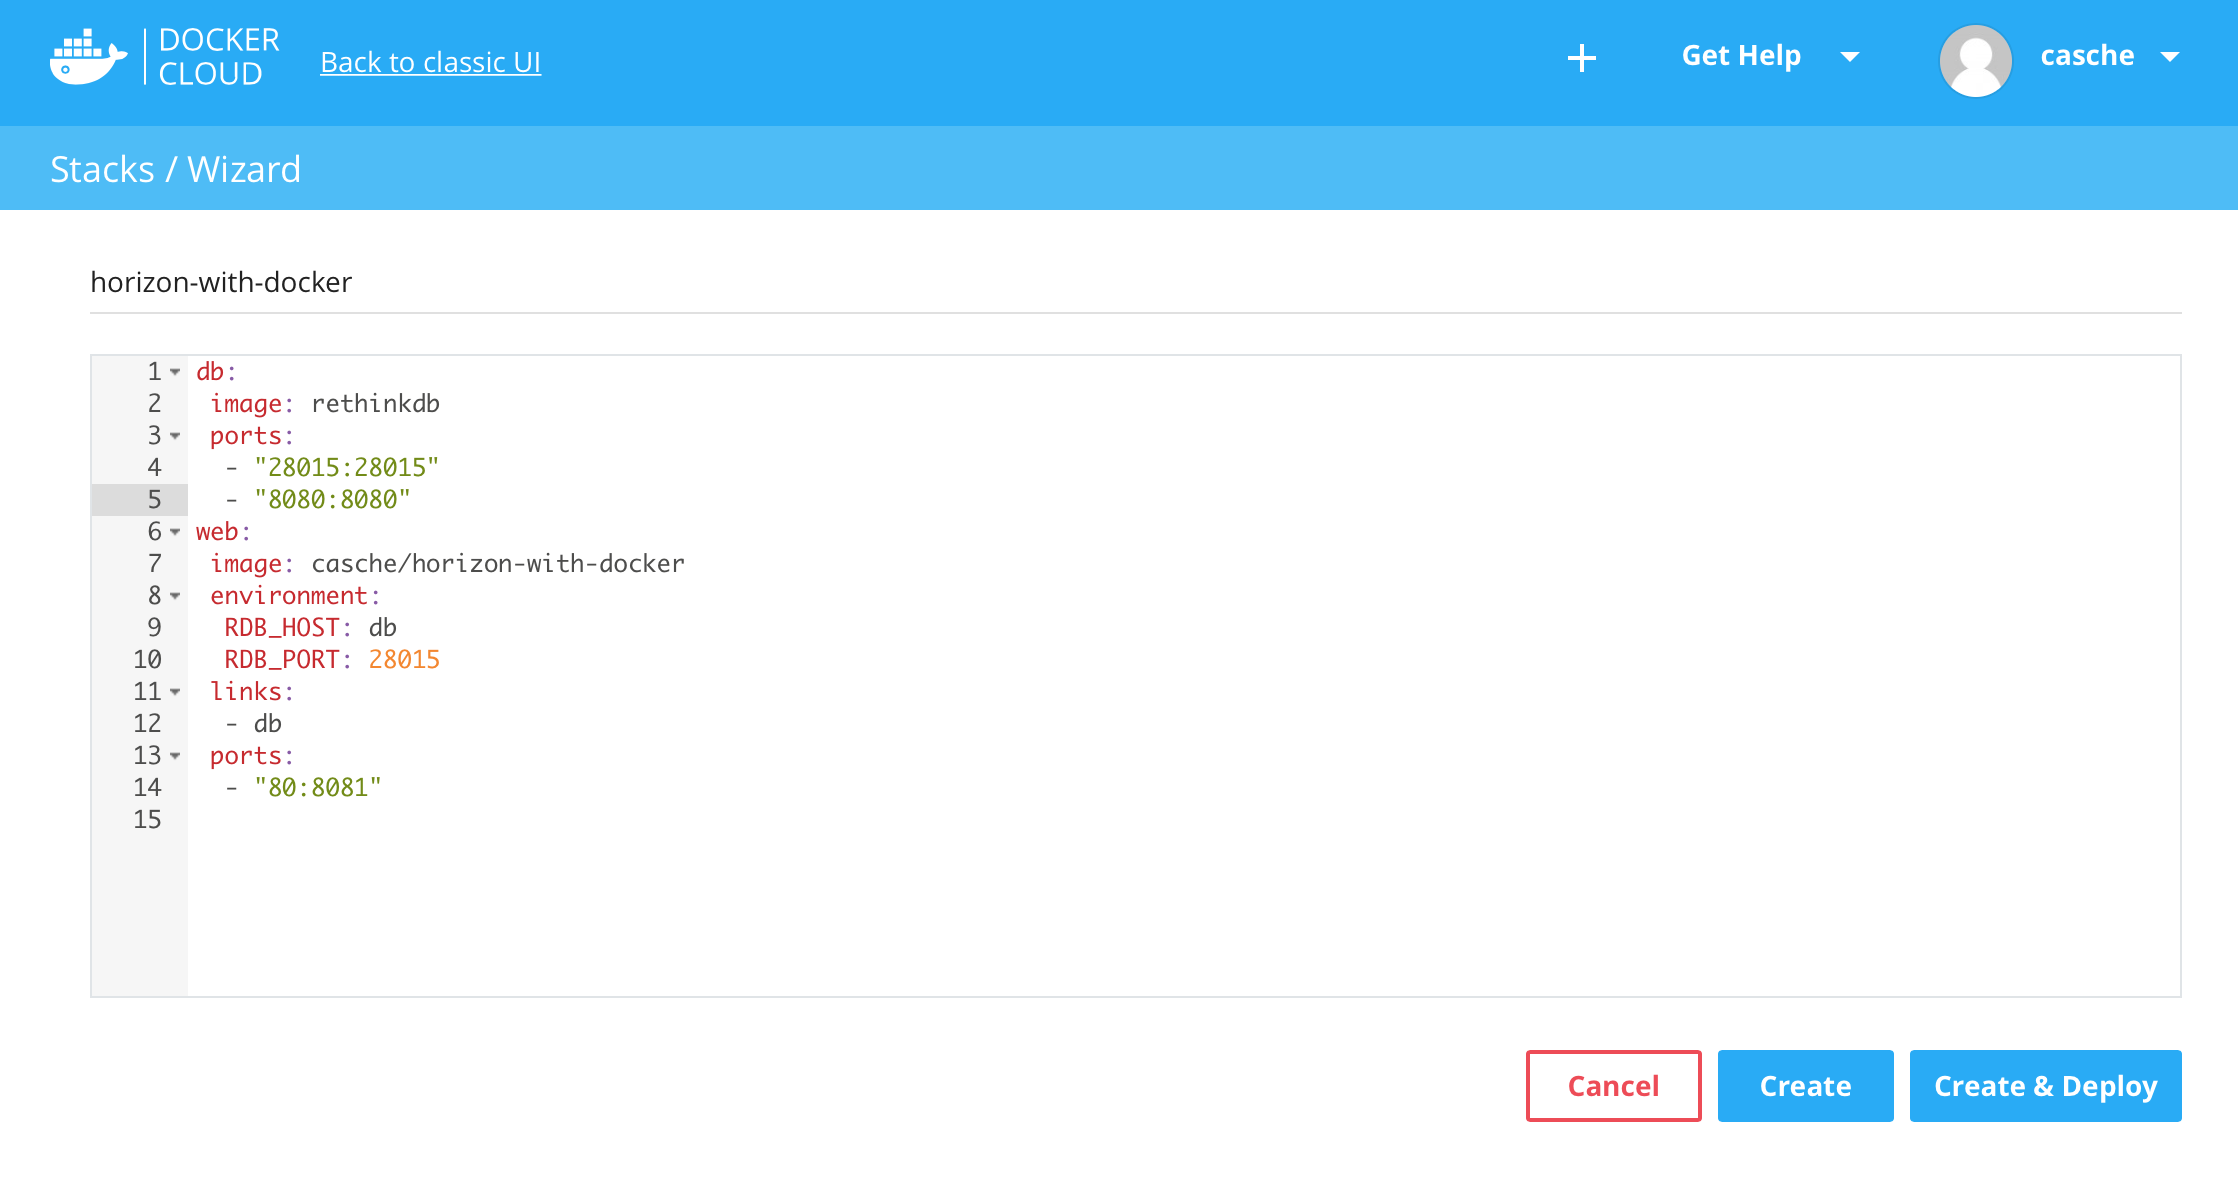 DOCKER
CLOUD
Back to classic UI
+
Get Help
casche
Stacks / Wizard
horizon-with-docker
1 db:
2  image: rethinkdb
3  ports:
4   - "28015:28015"
5   - "8080:8080"
6 web:
7  image: casche/horizon-with-docker
8  environment:
9   RDB_HOST: db
10   RDB_PORT: 28015
11  links:
12   - db
13  ports:
14   - "80:8081"
15
Cancel
Create
Create & Deploy